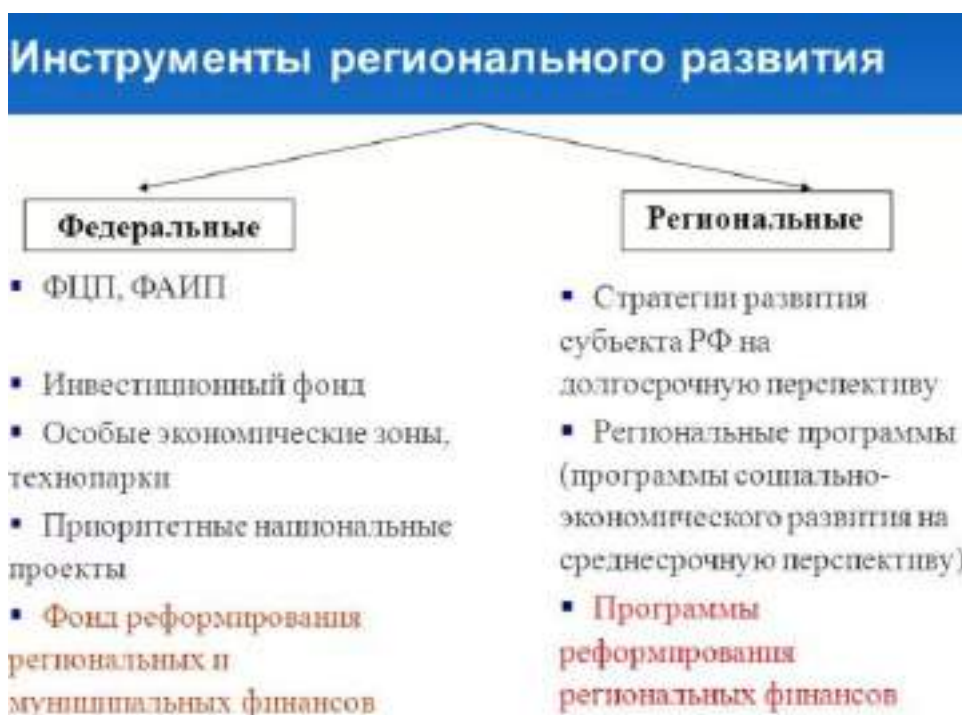 Инструменты регионального развития
Федеральные
▪ ФЦП, ФАИП
▪ Инвестиционный фонд
▪ Особые экономические зоны,
технопарки
▪ Приоритетные национальные
проекты
▪ Фонд реформирования
региональных и
муниципальных финансов
Региональные
▪ Стратегии развития
субъекта РФ на
долгосрочную перспективу
▪ Региональные программы
(программы социально-
экономического развития на
среднесрочную перспективу)
▪ Программы
реформирования
региональных финансов